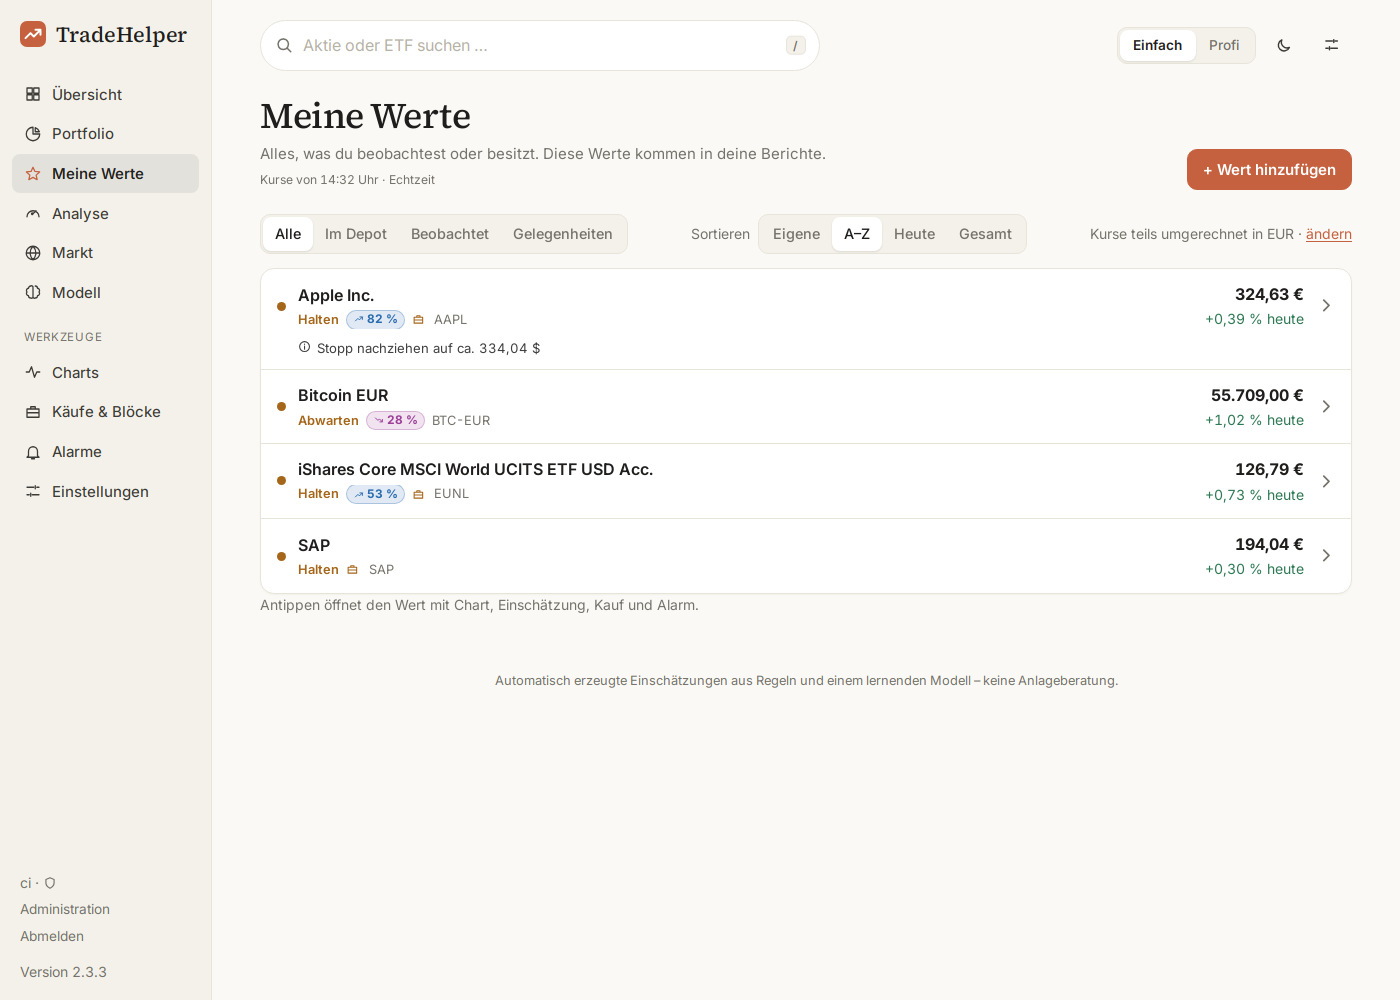 TradeHelper
Übersicht
Portfolio
Meine Werte
Analyse
Markt
Modell
WERKZEUGE
Charts
Käufe & Blöcke
Alarme
Einstellungen
ci ·
Administration
Abmelden
Version 2.3.3
Aktie oder ETF suchen ... /
Einfach Profi
Meine Werte
Alles, was du beobachtest oder besitzt. Diese Werte kommen in deine Berichte.
Kurse von 14:32 Uhr · Echtzeit
+ Wert hinzufügen
Alle Im Depot Beobachtet Gelegenheiten
Sortieren Eigene A–Z Heute Gesamt
Kurse teils umgerechnet in EUR · ändern
Apple Inc. 324,63 €
Halten 82 % AAPL +0,39 % heute
Stopp nachziehen auf ca. 334,04 $
Bitcoin EUR 55.709,00 €
Abwarten 28 % BTC-EUR +1,02 % heute
iShares Core MSCI World UCITS ETF USD Acc. 126,79 €
Halten 53 % EUNL +0,73 % heute
SAP 194,04 €
Halten SAP +0,30 % heute
Antippen öffnet den Wert mit Chart, Einschätzung, Kauf und Alarm.
Automatisch erzeugte Einschätzungen aus Regeln und einem lernenden Modell – keine Anlageberatung.